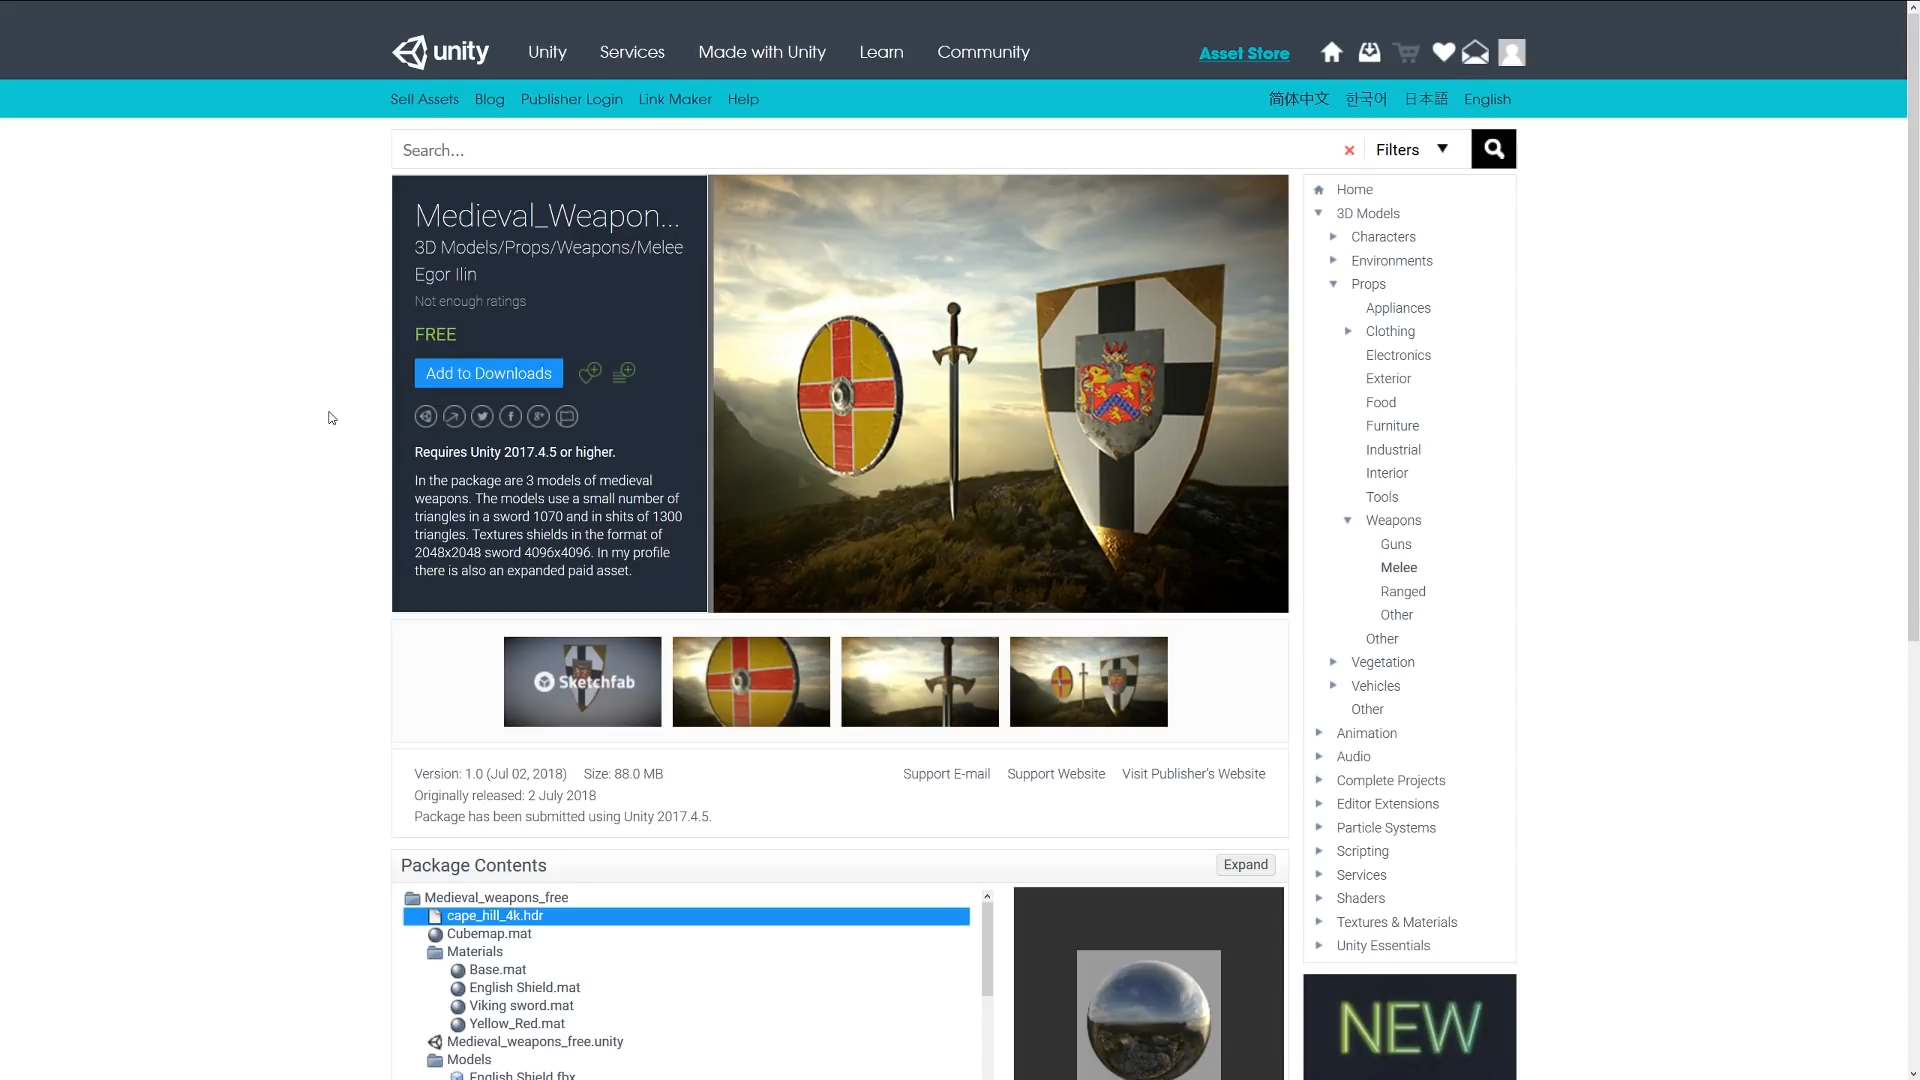 unity
Unity
Services
Made with Unity
Learn
Community
Asset Store
Sell Assets
Blog
Publisher Login
Link Maker
Help
简体中文
한국어
日本語
English
Search...
Filters
Medieval_Weapon...
3D Models/Props/Weapons/Melee
Egor Ilin
Not enough ratings
FREE
Add to Downloads
Requires Unity 2017.4.5 or higher.
In the package are 3 models of medieval
weapons. The models use a small number of
triangles in a sword 1070 and in shits of 1300
triangles. Textures shields in the format of
2048x2048 sword 4096x4096. In my profile
there is also an expanded paid asset.
Sketchfab
Version: 1.0 (Jul 02, 2018)
Size: 88.0 MB
Support E-mail
Support Website
Visit Publisher's Website
Originally released: 2 July 2018
Package has been submitted using Unity 2017.4.5.
Package Contents
Expand
Medieval_weapons_free
cape_hill_4k.hdr
Cubemap.mat
Materials
Base.mat
English Shield.mat
Viking sword.mat
Yellow_Red.mat
Medieval_weapons_free.unity
Models
English Shield.fbx
Home
3D Models
Characters
Environments
Props
Appliances
Clothing
Electronics
Exterior
Food
Furniture
Industrial
Interior
Tools
Weapons
Guns
Melee
Ranged
Other
Other
Vegetation
Vehicles
Other
Animation
Audio
Complete Projects
Editor Extensions
Particle Systems
Scripting
Services
Shaders
Textures & Materials
Unity Essentials
NEW